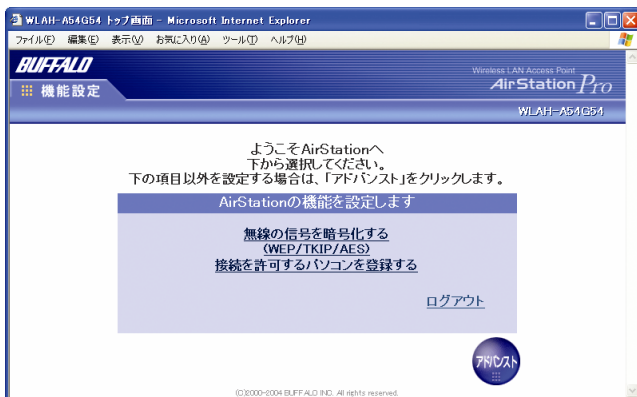 WLAH-A54G54 トップ画面 - Microsoft Internet Explorer
ファイル(F) 編集(E) 表示(V) お気に入り(A) ツール(T) ヘルプ(H)
BUFFALO
Wireless LAN Access Point
AirStation Pro
機能設定
WLAH-A54G54
ようこそAirStationへ
下から選択してください。
下の項目以外を設定する場合は、「アドバンスト」をクリックします。
AirStationの機能を設定します
無線の信号を暗号化する
(WEP/TKIP/AES)
接続を許可するパソコンを登録する
ログアウト
アドバンスト
(C)2000-2004 BUFFALO INC. All rights reserved.